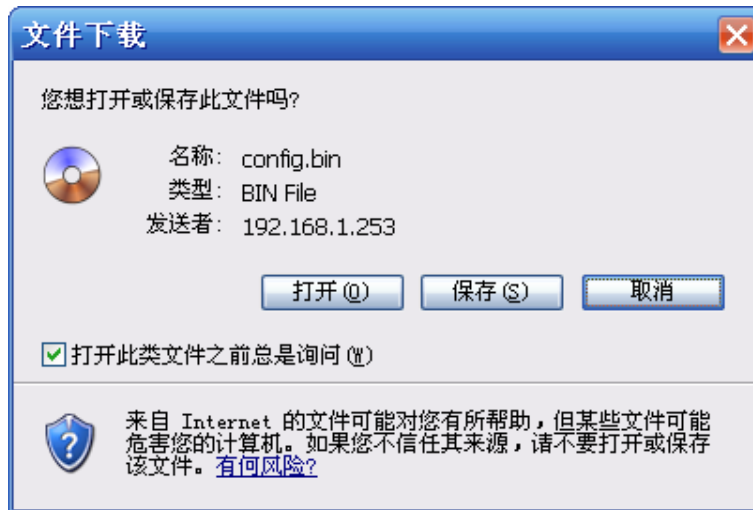 文件下载
您想打开或保存此文件吗?
名称: config.bin
类型: BIN File
发送者: 192.168.1.253
打开(O) 保存(S) 取消
打开此类文件之前总是询问(W)
来自 Internet 的文件可能对您有所帮助,但某些文件可能
危害您的计算机。如果您不信任其来源,请不要打开或保存
该文件。有何风险?